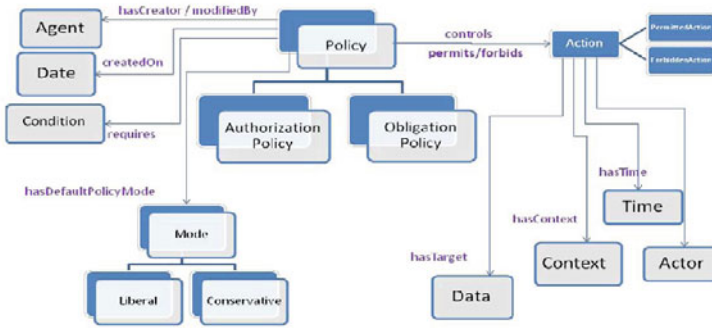 hasCreator / modifiedBy
Agent
Policy
controls
permits/forbids
Action
PermittedAction
ForbiddenAction
Date
createdOn
Condition
requires
Authorization
Policy
Obligation
Policy
hasDefaultPolicyMode
Mode
Liberal
Conservative
hasTime
Time
hasContext
Context
Actor
hasTarget
Data